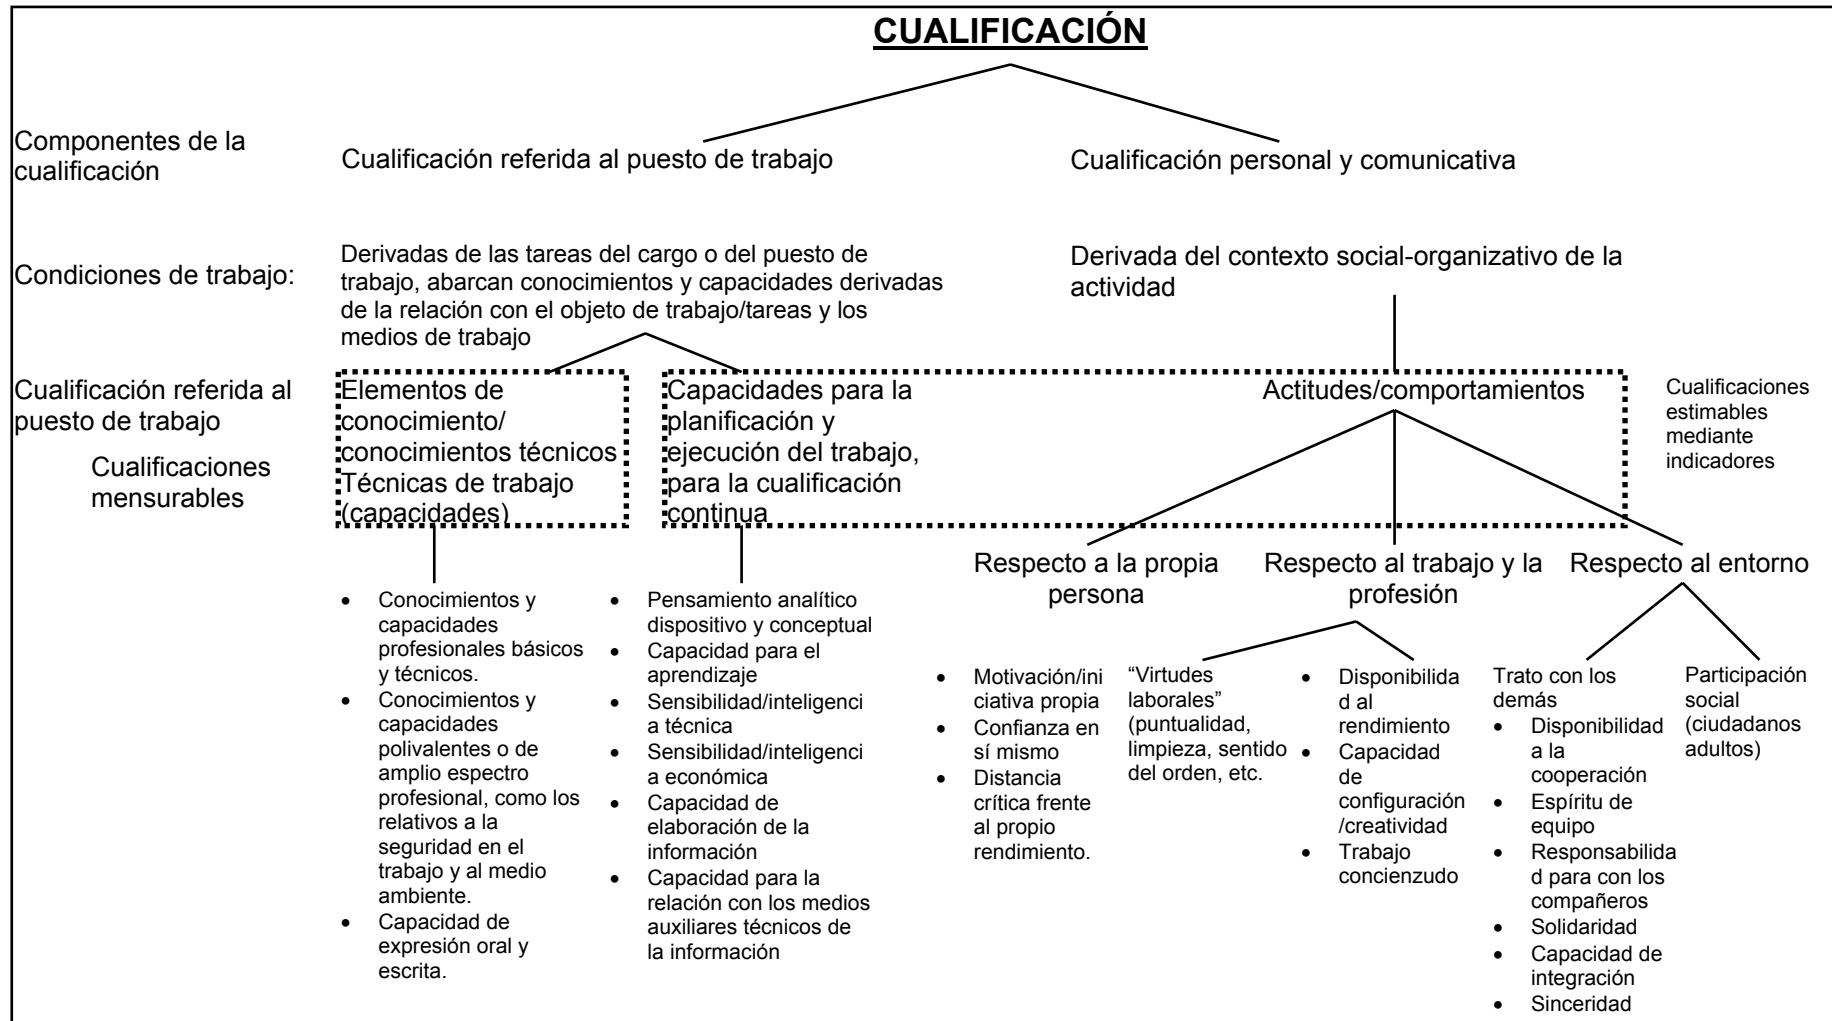 CUALIFICACIÓN
Componentes de la
cualificación
Cualificación referida al puesto de trabajo
Cualificación personal y comunicativa
Condiciones de trabajo:
Derivadas de las tareas del cargo o del puesto de
trabajo, abarcan conocimientos y capacidades derivadas
de la relación con el objeto de trabajo/tareas y los
medios de trabajo
Derivada del contexto social-organizativo de la
actividad
Cualificación referida al
puesto de trabajo
Cualificaciones
mensurables
Elementos de
conocimiento/
conocimientos técnicos
Técnicas de trabajo
(capacidades)
Capacidades para la
planificación y
ejecución del trabajo,
para la cualificación
continua
Actitudes/comportamientos
Cualificaciones
estimables
mediante
indicadores
Respecto a la propia
persona
Respecto al trabajo y la
profesión
Respecto al entorno
• Conocimientos y
capacidades
profesionales básicos
y técnicos.
• Conocimientos y
capacidades
polivalentes o de
amplio espectro
profesional, como los
relativos a la
seguridad en el
trabajo y al medio
ambiente.
• Capacidad de
expresión oral y
escrita.
• Pensamiento analítico
dispositivo y conceptual
• Capacidad para el
aprendizaje
• Sensibilidad/inteligenci
a técnica
• Sensibilidad/inteligenci
a económica
• Capacidad de
elaboración de la
información
• Capacidad para la
relación con los medios
auxiliares técnicos de
la información
• Motivación/ini
ciativa propia
• Confianza en
sí mismo
• Distancia
crítica frente
al propio
rendimiento.
“Virtudes
laborales”
(puntualidad,
limpieza, sentido
del orden, etc.
• Disponibilida
d al
rendimiento
• Capacidad
de
configuración
/creatividad
• Trabajo
concienzudo
Trato con los
demás
• Disponibilidad
a la
cooperación
• Espíritu de
equipo
• Responsabilida
d para con los
compañeros
• Solidaridad
• Capacidad de
integración
• Sinceridad
Participación
social
(ciudadanos
adultos)